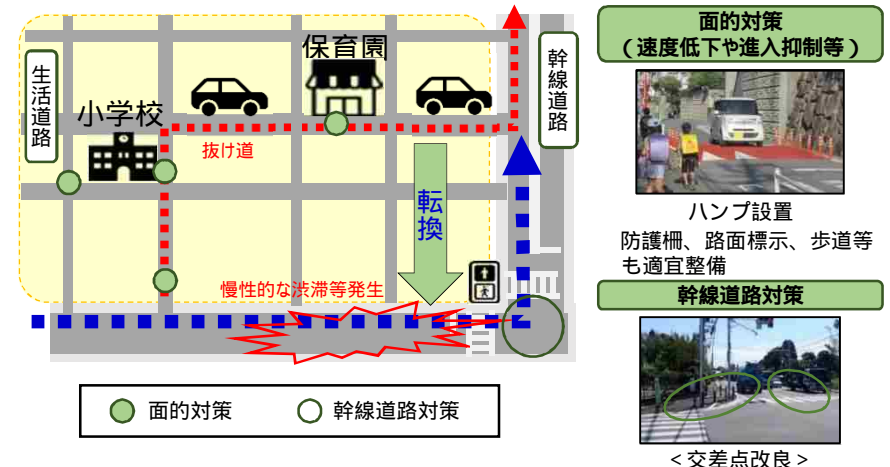 生活道路
小学校
保育園
幹線道路
抜け道
転換
慢性的な渋滞等発生
面的対策
幹線道路対策
面的対策
（速度低下や進入抑制等）
ハンプ設置
防護柵、路面標示、歩道等
も適宜整備
幹線道路対策
＜交差点改良＞